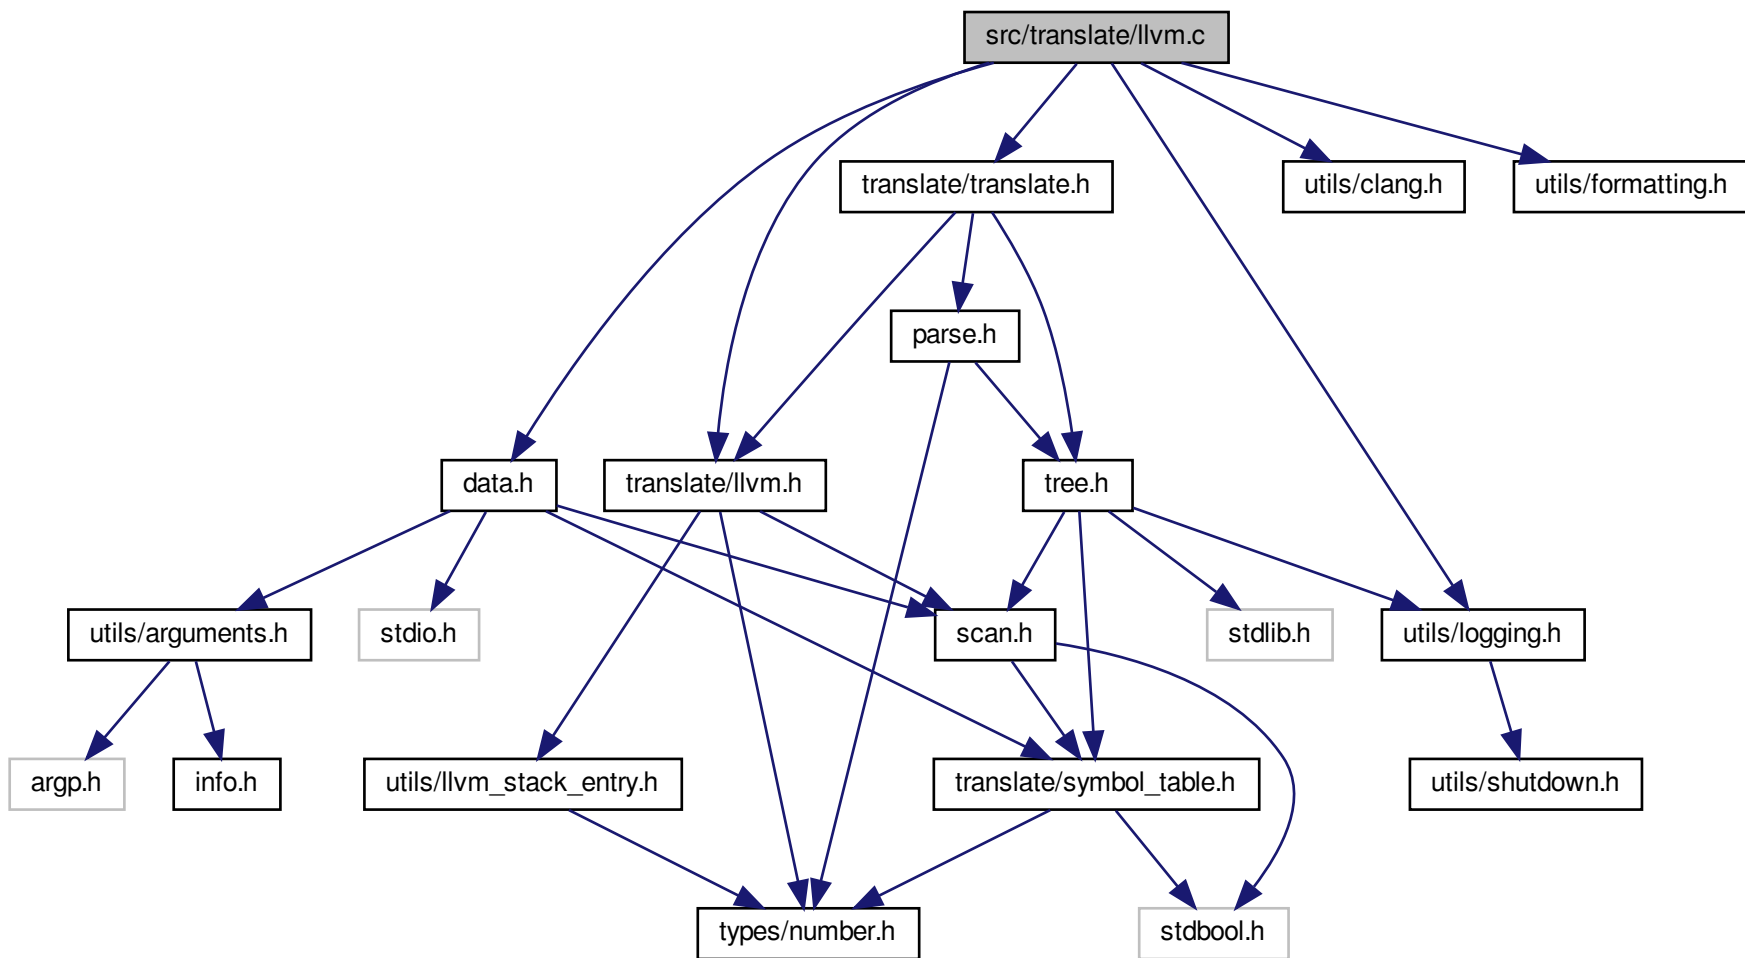 src/translate/llvm.c
translate/translate.h
utils/clang.h
utils/formatting.h
parse.h
data.h
translate/llvm.h
tree.h
utils/arguments.h
stdio.h
scan.h
stdlib.h
utils/logging.h
argp.h
info.h
utils/llvm_stack_entry.h
translate/symbol_table.h
utils/shutdown.h
types/number.h
stdbool.h